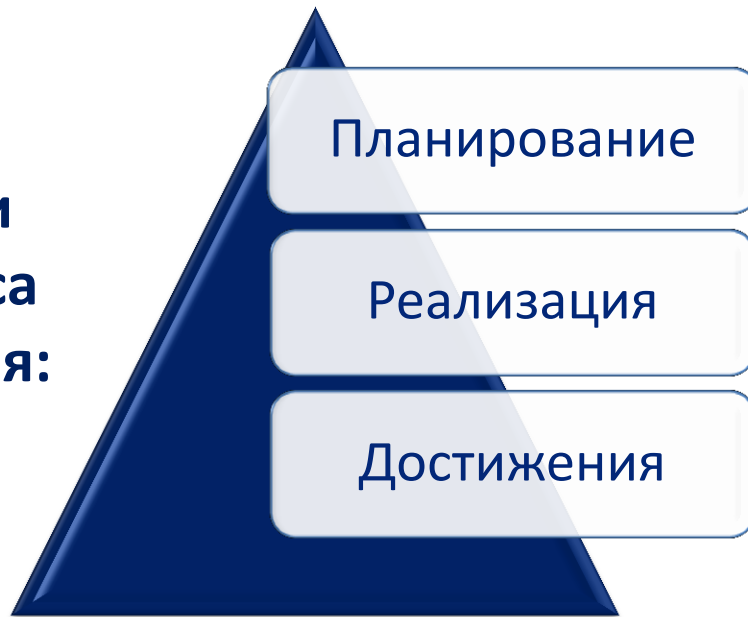 и
са
я:
Планирование
Реализация
Достижения